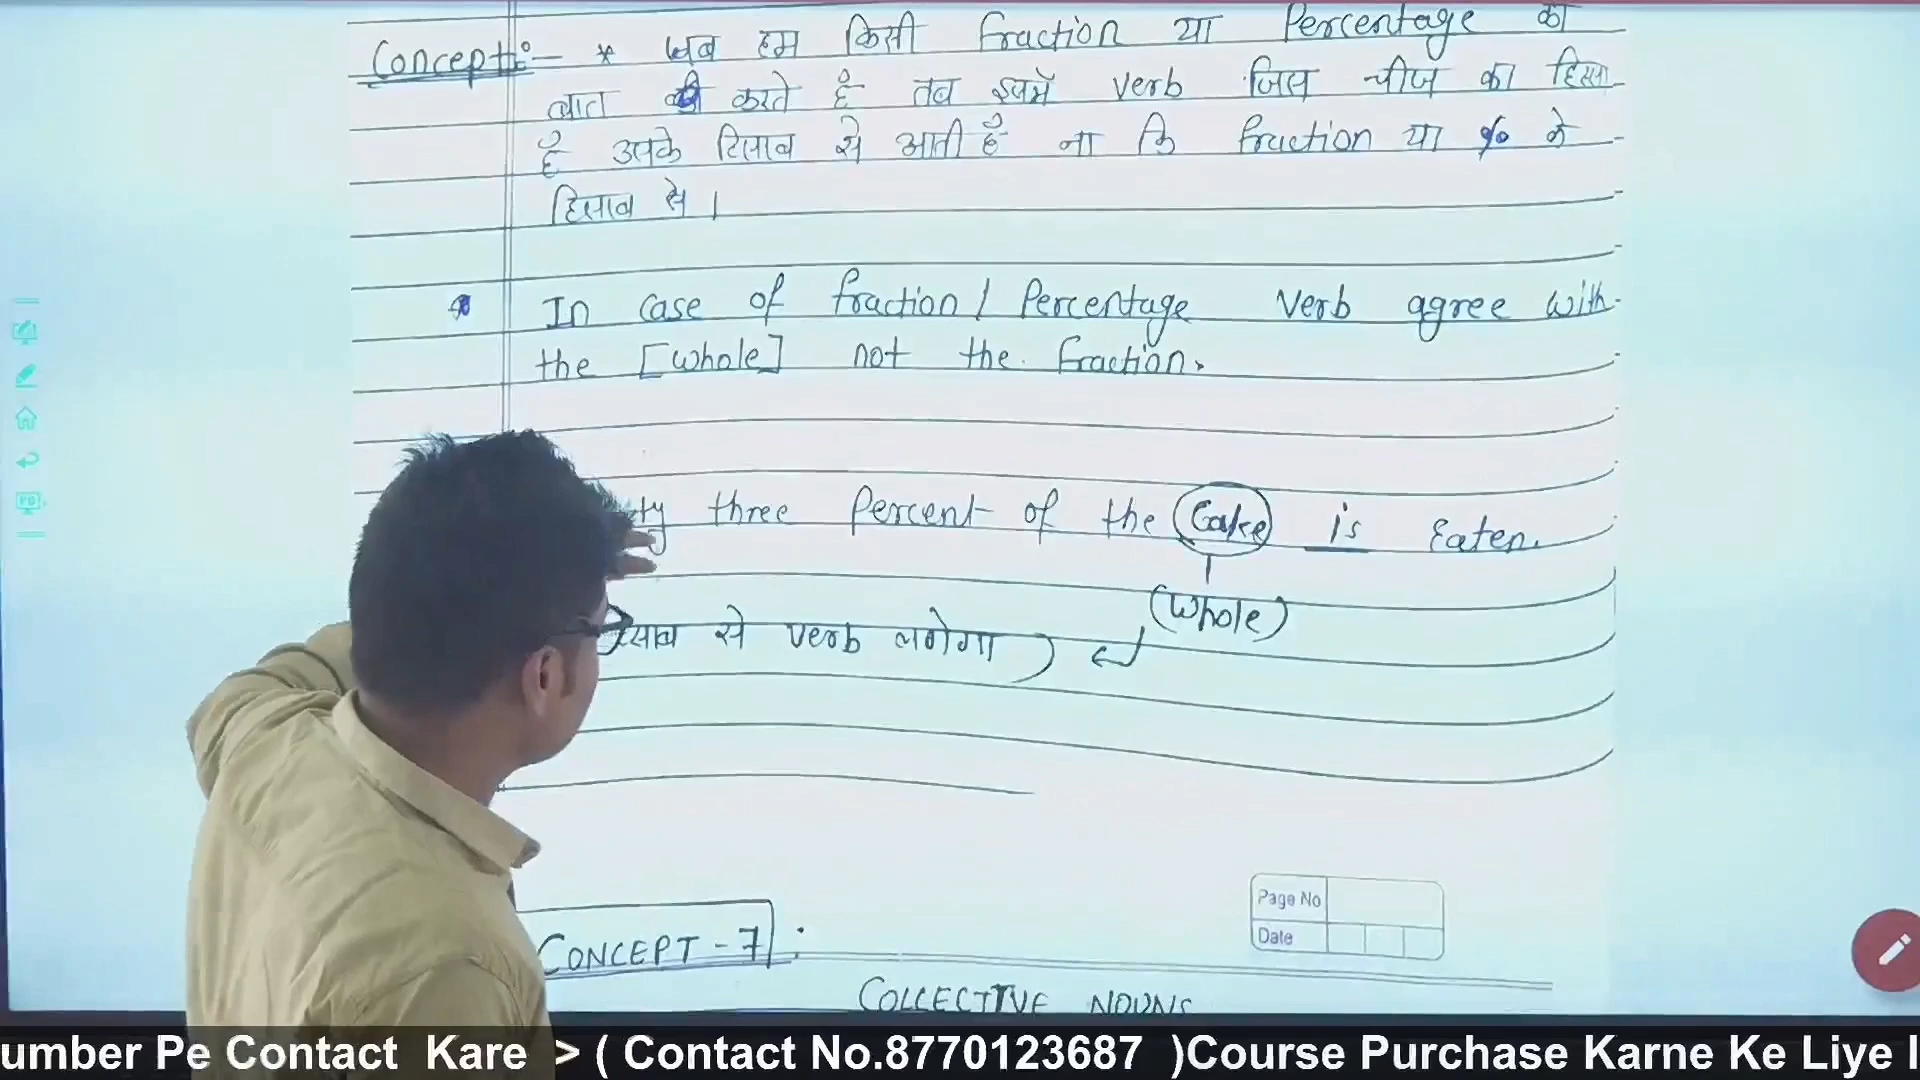 Concept:- * जब हम किसी fraction या Percentage का
बात की करते है तब इसमें verb जिस चीज का हिस्सा
है उसके हिसाब से आती है ना कि fraction या % के
हिसाब से ।
In case of fraction / Percentage Verb agree with
the [whole] not the fraction.
three Percent of the Cake is Eaten.
(Whole)
से verb लगेगा )
CONCEPT - 7 :
COLLECTIVE NOUNS
Page No
Date
umber Pe Contact Kare > ( Contact No.8770123687 )Course Purchase Karne Ke Liye